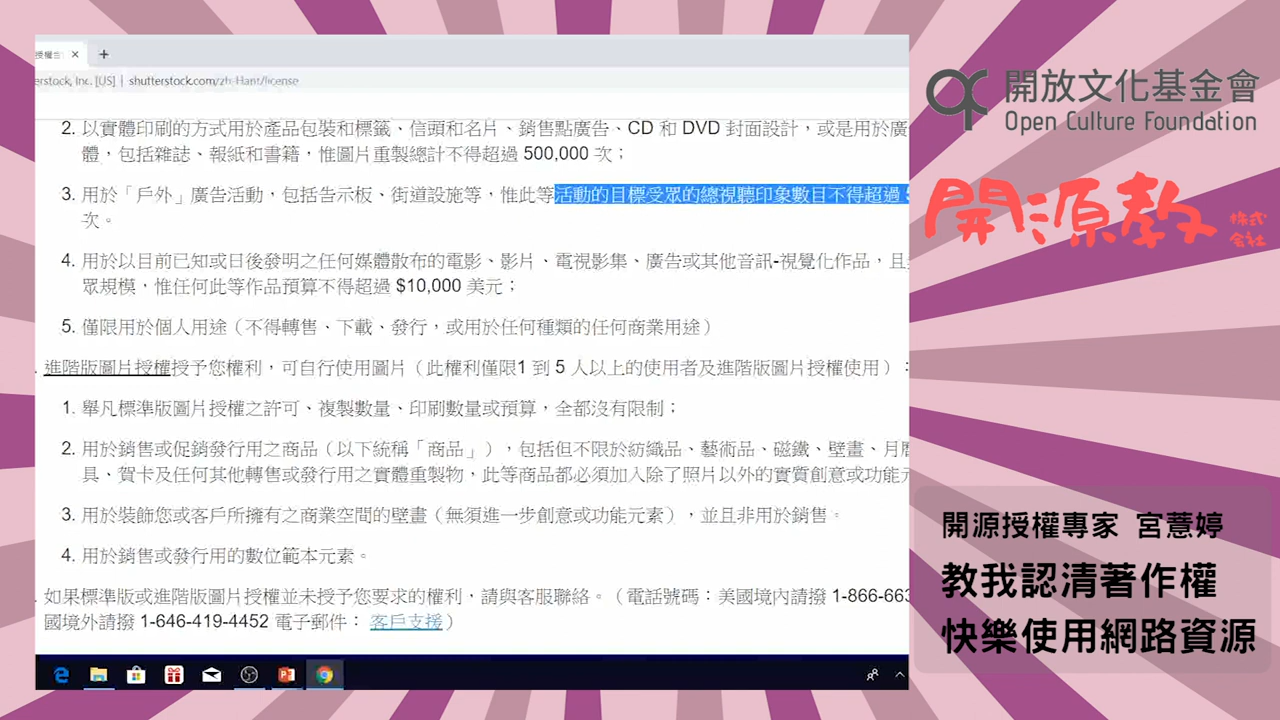 授權
erstock, Inc. [US] | shutterstock.com/zh-Hant/license
2. 以實體印刷的方式用於產品包裝和標籤、信頭和名片、銷售點廣告、CD 和 DVD 封面設計，或是用於廣
體，包括雜誌、報紙和書籍，惟圖片重製總計不得超過 500,000 次；
3. 用於「戶外」廣告活動，包括告示板、街道設施等，惟此等活動的目標受眾的總視聽印象數目不得超過 5
次。
4. 用於以目前已知或日後發明之任何媒體散布的電影、影片、電視影集、廣告或其他音訊-視覺化作品，且
眾規模，惟任何此等作品預算不得超過 $10,000 美元；
5. 僅限用於個人用途（不得轉售、下載、發行，或用於任何種類的任何商業用途）
進階版圖片授權授予您權利，可自行使用圖片（此權利僅限1 到 5 人以上的使用者及進階版圖片授權使用）：
1. 舉凡標準版圖片授權之許可、複製數量、印刷數量或預算，全都沒有限制；
2. 用於銷售或促銷發行用之商品（以下統稱「商品」），包括但不限於紡織品、藝術品、磁鐵、壁畫、月曆
具、賀卡及任何其他轉售或發行用之實體重製物，此等商品都必須加入除了照片以外的實質創意或功能元
3. 用於裝飾您或客戶所擁有之商業空間的壁畫（無須進一步創意或功能元素），並且非用於銷售。
4. 用於銷售或發行用的數位範本元素。
如果標準版或進階版圖片授權並未授予您要求的權利，請與客服聯絡。（電話號碼：美國境內請撥 1-866-663
國境外請撥 1-646-419-4452 電子郵件： 客戶支援）
開放文化基金會
Open Culture Foundation
開源教
株式
会社
開源授權專家 宮薏婷
教我認清著作權
快樂使用網路資源